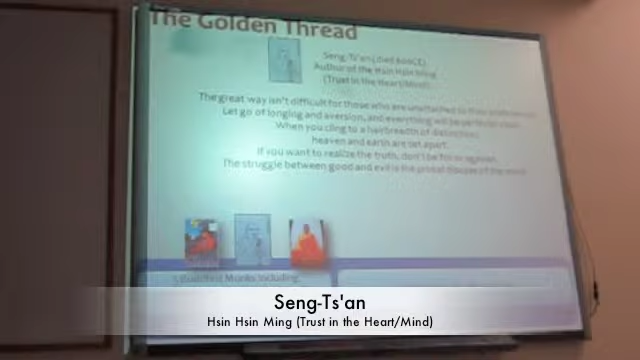 The Golden Thread
Seng-Ts'an (died 606CE)
Author of the Hsin Hsin Ming
(Trust in the Heart/Mind)
The great way isn't difficult for those who are unattached to their preferences.
Let go of longing and aversion, and everything will be
When you cling to a hairbreadth of distinction,
heaven and earth are set apart.
If you want to realize the truth, don't be for or against.
The struggle between good and evil is the primal disease of the mind.
Buddhist Monks Including
Seng-Ts'an
Hsin Hsin Ming (Trust in the Heart/Mind)